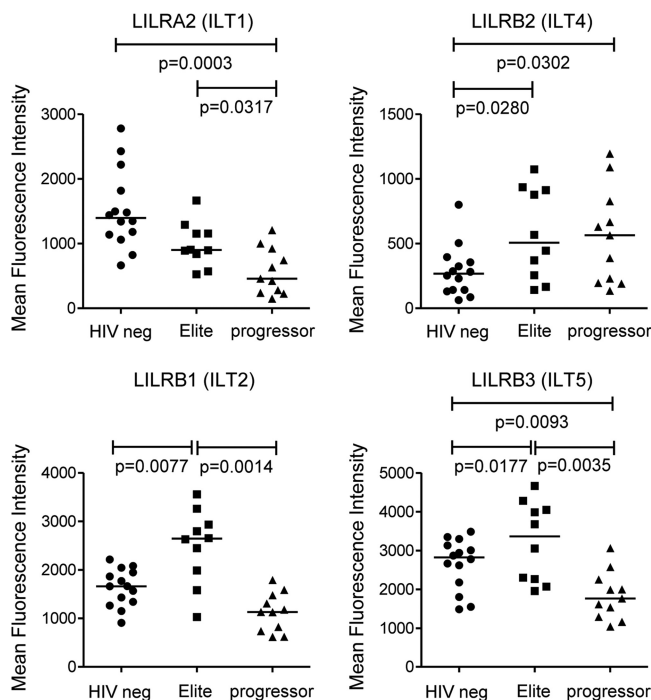 LILRA2 (ILT1)
p=0.0003
p=0.0317
Mean Fluorescence Intensity
3000
2000
1000
0
HIV neg Elite progressor
LILRB2 (ILT4)
p=0.0302
p=0.0280
Mean Fluorescence Intensity
1500
1000
500
0
HIV neg Elite progressor
LILRB1 (ILT2)
p=0.0077 p=0.0014
Mean Fluorescence Intensity
4000
3000
2000
1000
0
HIV neg Elite progressor
LILRB3 (ILT5)
p=0.0093
p=0.0177 p=0.0035
Mean Fluorescence Intensity
5000
4000
3000
2000
1000
0
HIV neg Elite progressor